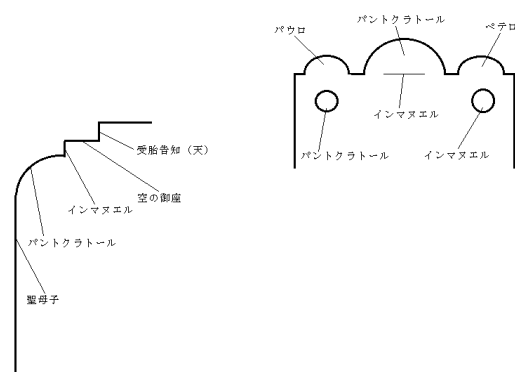 パントクラトール
パウロ
ペテロ
インマヌエル
パントクラトール
インマヌエル
受胎告知（天）
空の御座
インマヌエル
パントクラトール
聖母子